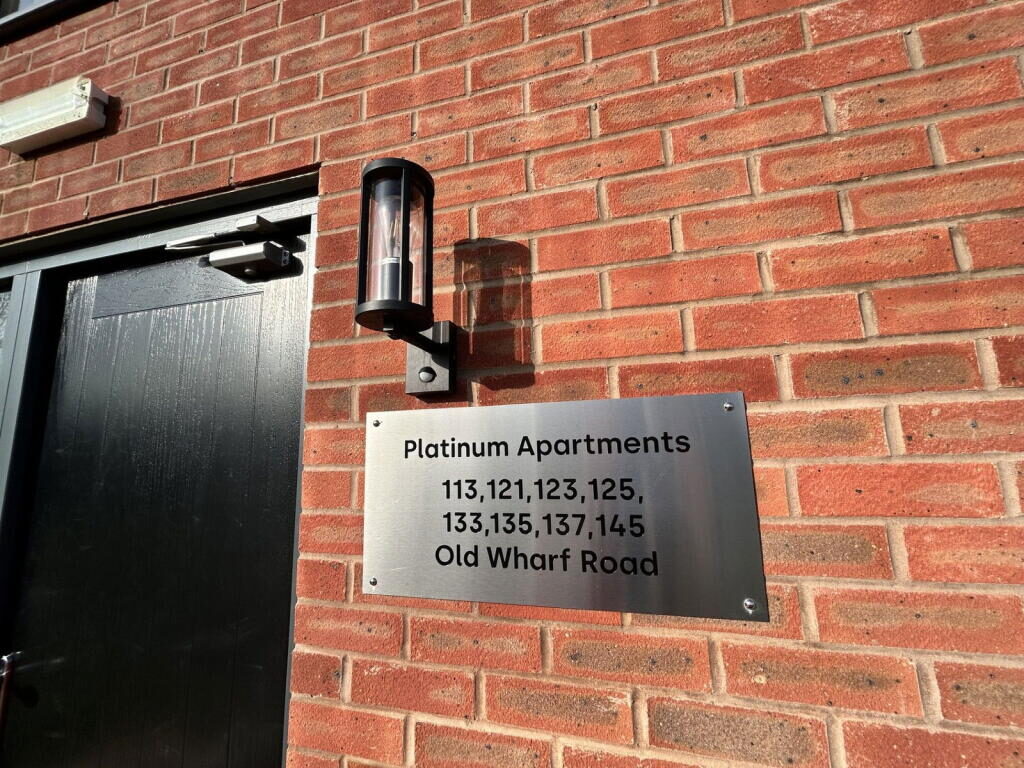 Platinum Apartments
113,121,123,125,
133,135,137,145
Old Wharf Road